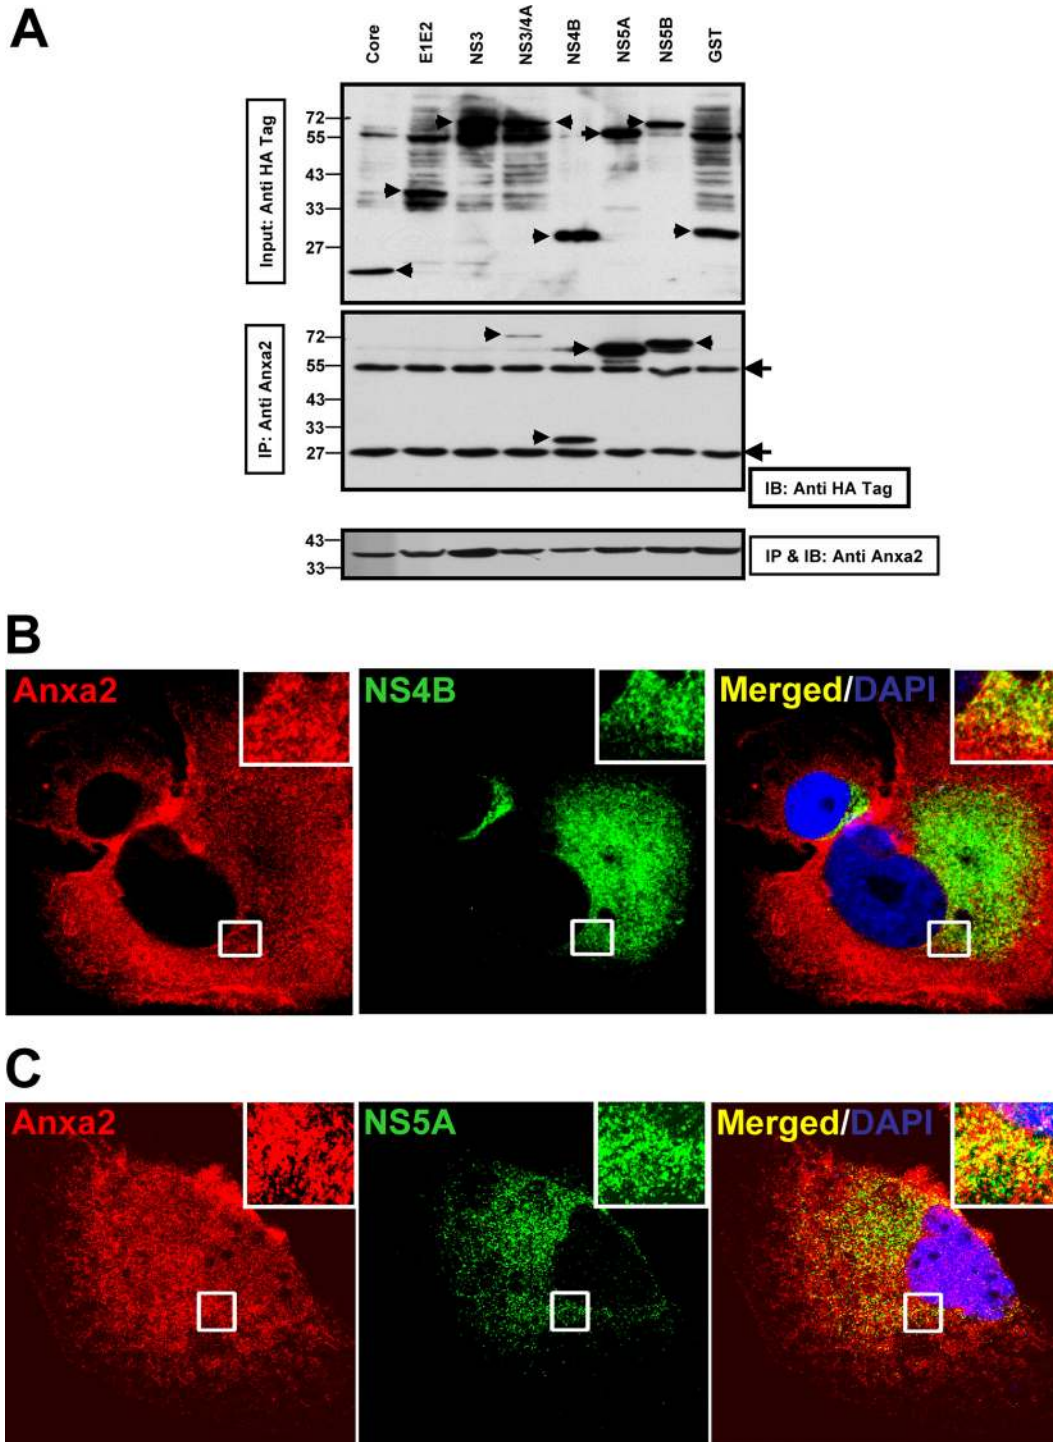 A
Core
E1E2
NS3
NS3/4A
NS4B
NS5A
NS5B
GST
Input: Anti HA Tag
72
55
43
33
27
IP: Anti Anxa2
72
55
43
33
27
IB: Anti HA Tag
43
33
IP & IB: Anti Anxa2
B
Anxa2
NS4B
Merged/DAPI
C
Anxa2
NS5A
Merged/DAPI